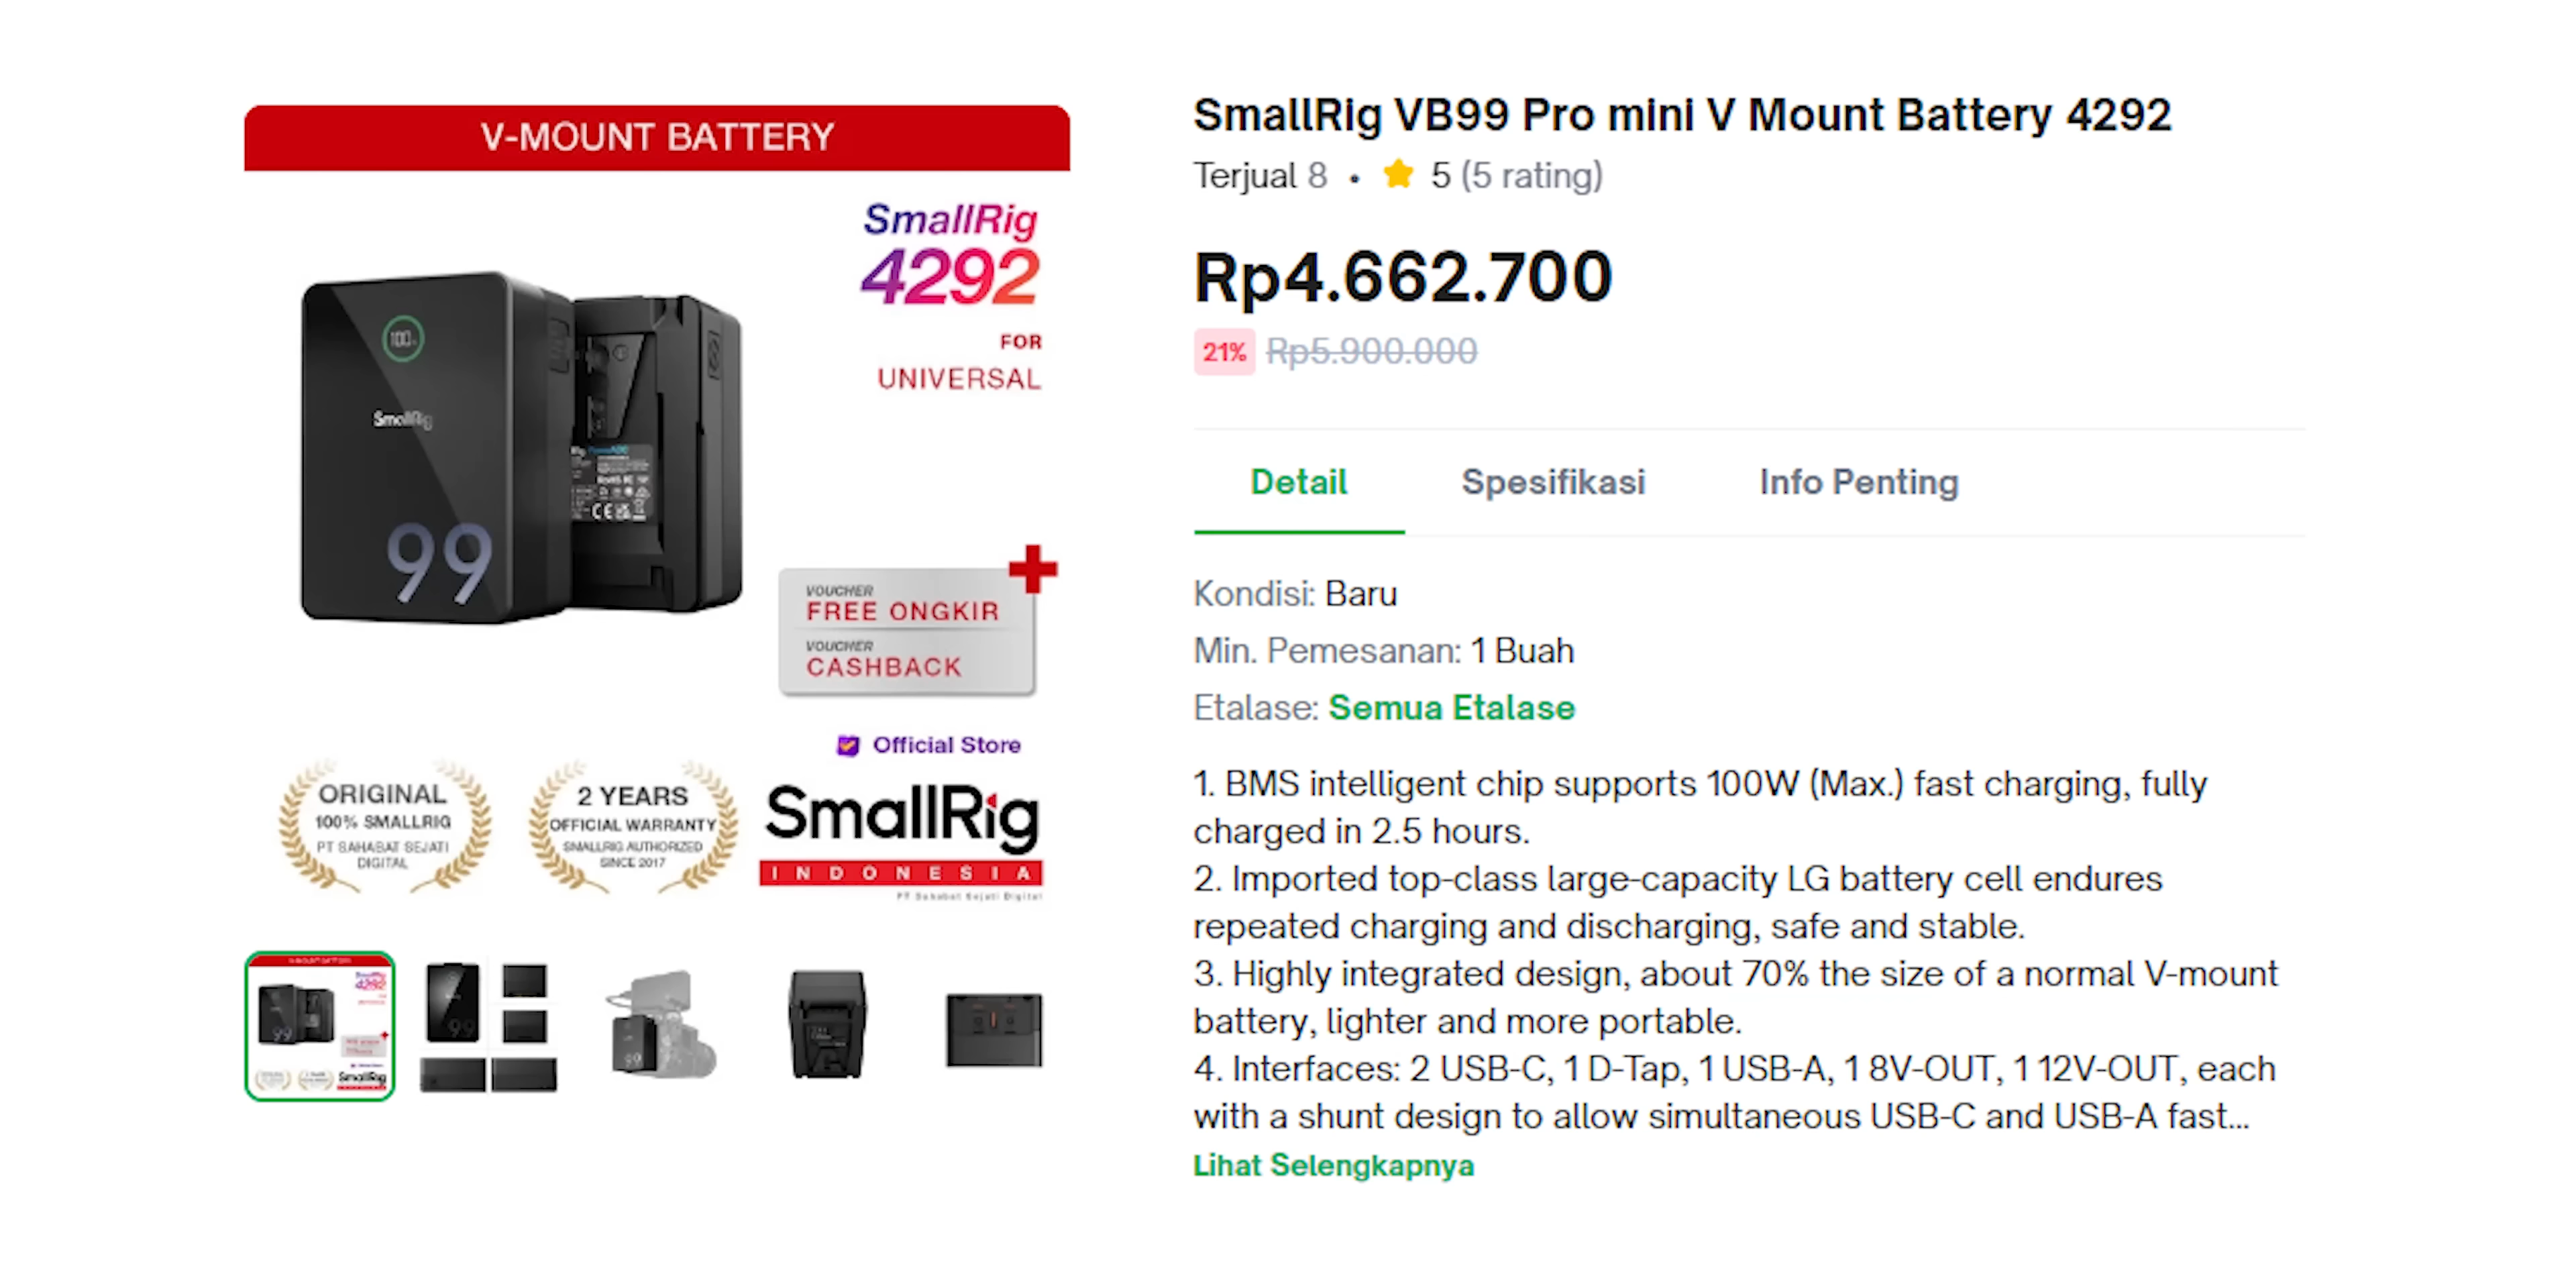 V-MOUNT BATTERY
SmallRig
4292
FOR
UNIVERSAL
100
SmallRig
99
VOUCHER
FREE ONGKIR
VOUCHER
CASHBACK
Official Store
ORIGINAL
100% SMALLRIG
PT SAHABAT SEJATI
DIGITAL
2 YEARS
OFFICIAL WARRANTY
SMALLRIG AUTHORIZED
SINCE 2017
SmallRig
INDONESIA
PT Sahabat Sejati Digital
SmallRig VB99 Pro mini V Mount Battery 4292
Terjual 8 • 5 (5 rating)
Rp4.662.700
21% Rp5.900.000
Detail Spesifikasi Info Penting
Kondisi: Baru
Min. Pemesanan: 1 Buah
Etalase: Semua Etalase
1. BMS intelligent chip supports 100W (Max.) fast charging, fully
charged in 2.5 hours.
2. Imported top-class large-capacity LG battery cell endures
repeated charging and discharging, safe and stable.
3. Highly integrated design, about 70% the size of a normal V-mount
battery, lighter and more portable.
4. Interfaces: 2 USB-C, 1 D-Tap, 1 USB-A, 1 8V-OUT, 1 12V-OUT, each
with a shunt design to allow simultaneous USB-C and USB-A fast...
Lihat Selengkapnya